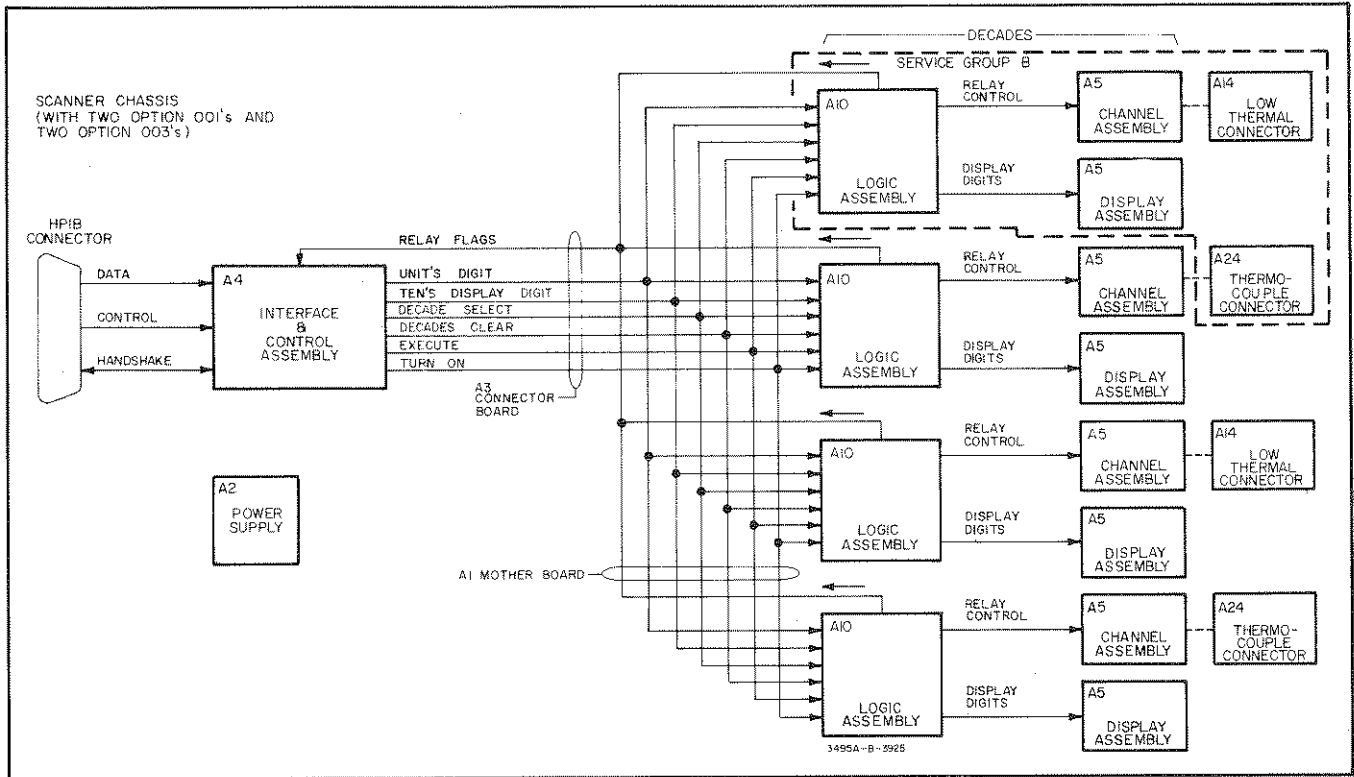 DECADES
SERVICE GROUP B
SCANNER CHASSIS
(WITH TWO OPTION 001's AND
TWO OPTION 003's)
HPIB
CONNECTOR
DATA
CONTROL
HANDSHAKE
A4
INTERFACE
&
CONTROL
ASSEMBLY
RELAY FLAGS
UNIT'S DIGIT
TEN'S DISPLAY DIGIT
DECADE SELECT
DECADES CLEAR
EXECUTE
TURN ON
A3
CONNECTOR
BOARD
A2
POWER
SUPPLY
A1 MOTHER BOARD
A10
LOGIC
ASSEMBLY
RELAY
CONTROL
A5
CHANNEL
ASSEMBLY
A14
LOW
THERMAL
CONNECTOR
DISPLAY
DIGITS
A5
DISPLAY
ASSEMBLY
A10
LOGIC
ASSEMBLY
RELAY
CONTROL
A5
CHANNEL
ASSEMBLY
A24
THERMO-
COUPLE
CONNECTOR
DISPLAY
DIGITS
A5
DISPLAY
ASSEMBLY
A10
LOGIC
ASSEMBLY
RELAY
CONTROL
A5
CHANNEL
ASSEMBLY
A14
LOW
THERMAL
CONNECTOR
DISPLAY
DIGITS
A5
DISPLAY
ASSEMBLY
A10
LOGIC
ASSEMBLY
RELAY
CONTROL
A5
CHANNEL
ASSEMBLY
A24
THERMO-
COUPLE
CONNECTOR
DISPLAY
DIGITS
A5
DISPLAY
ASSEMBLY
3495A-B-3925